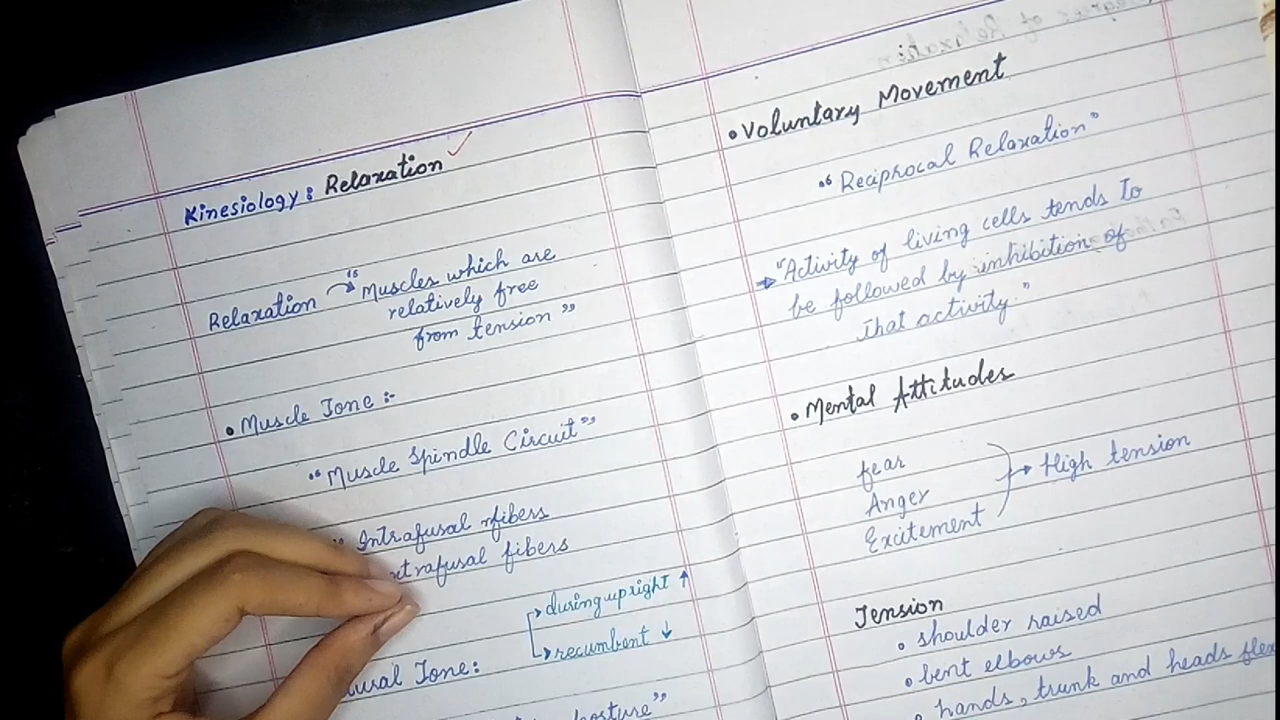 Kinesiology: Relaxation
Relaxation → "Muscles which are
relatively free
from tension"
• Muscle Tone :-
"Muscle Spindle Circuit"
Intrafusal fibers
fibers
during upright ↑
recumbent ↓
Tone:
• Voluntary Movement
"Reciprocal Relaxation"
→ "Activity of living cells tends to
be followed by inhibition of
that activity."
• Mental Attitudes
fear
Anger → High tension
Excitement
Tension
• shoulder raised
• bent elbows
• hands, trunk and heads